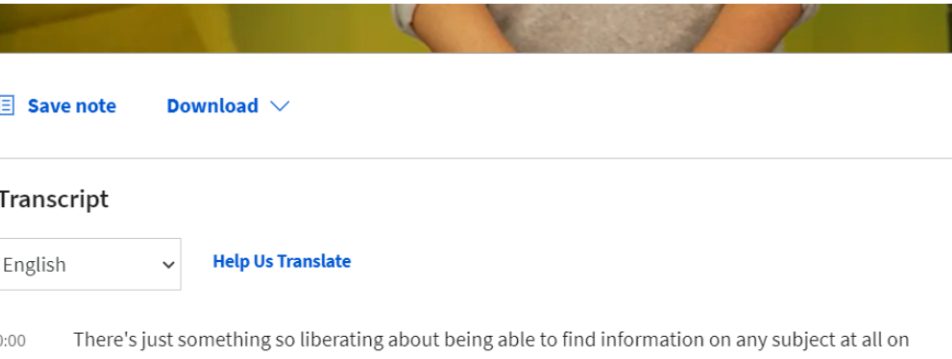 Save note
Download
Transcript
English
Help Us Translate
0:00
There's just something so liberating about being able to find information on any subject at all on